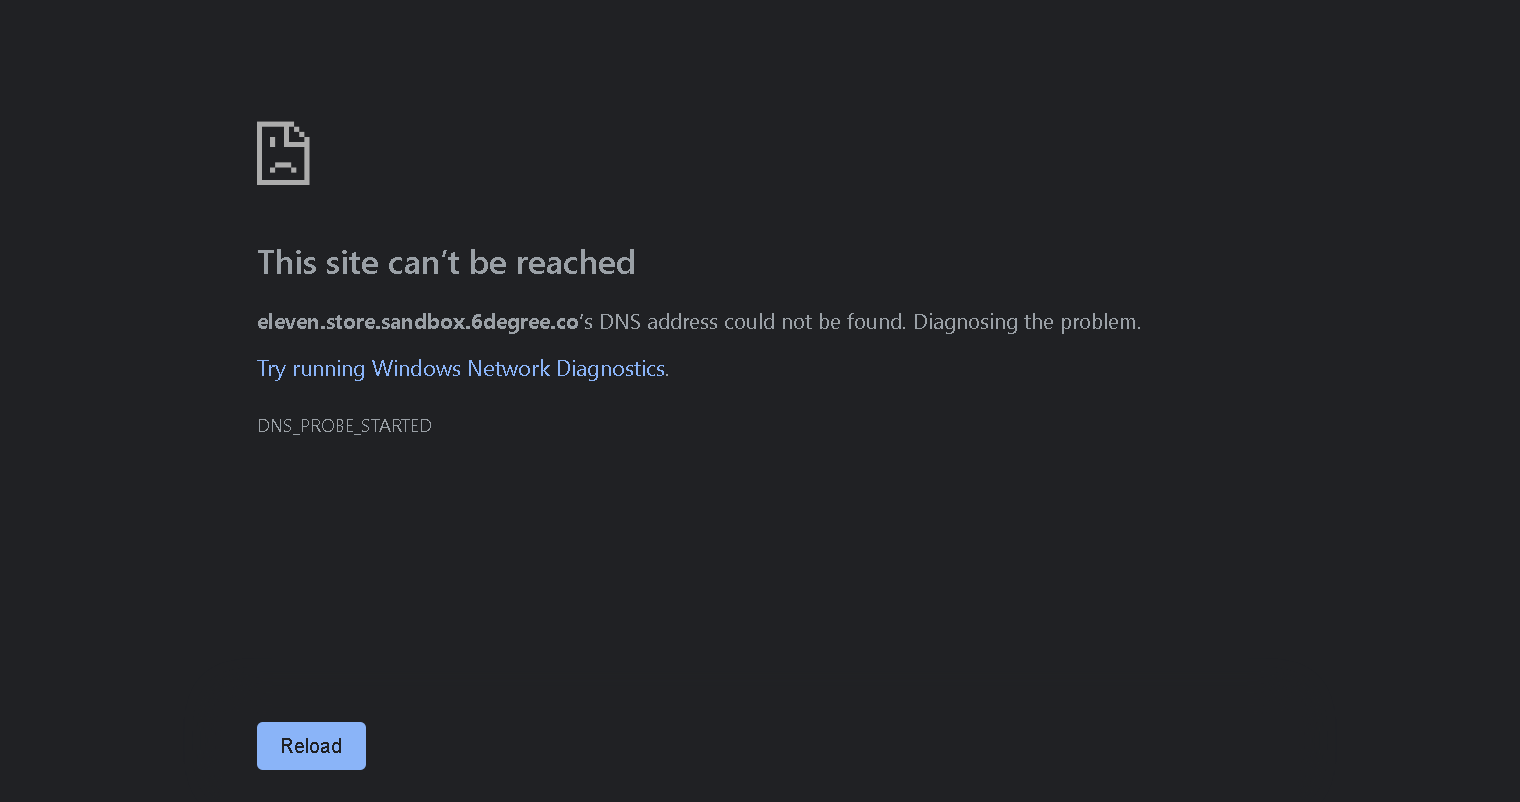 This site can't be reached
eleven.store.sandbox.6degree.co's DNS address could not be found. Diagnosing the problem.
Try running Windows Network Diagnostics.
DNS_PROBE_STARTED
Reload